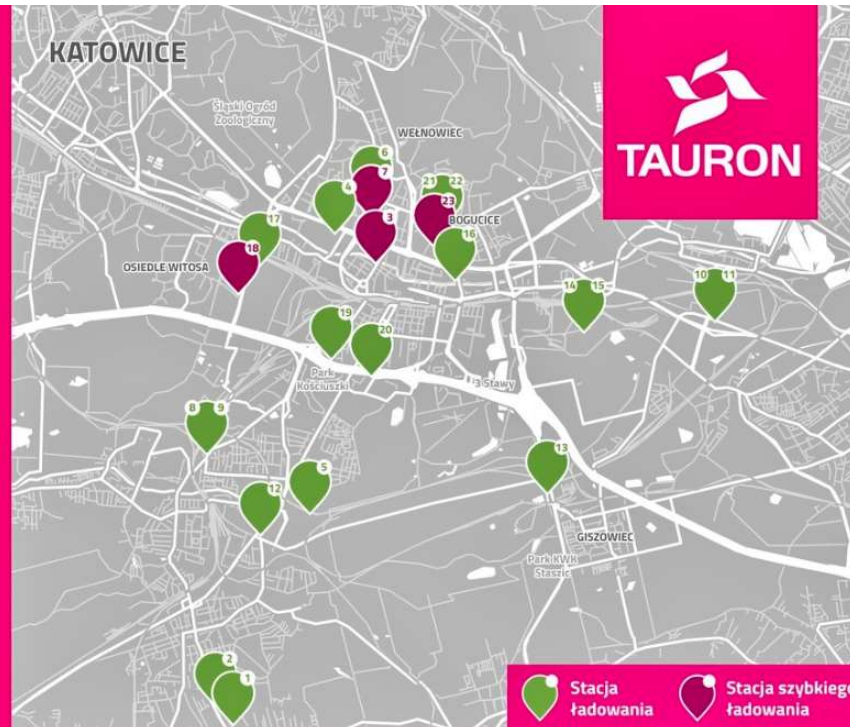 KATOWICE
Śląski Ogród
Zoologiczny
TAURON
WEŁNOWIEC
6
7
4
21 22
23
3
BOGUCICE
17
16
18
OSIEDLE WITOSA
14 15
10 11
19
20
Park
Kościuszki
3 Stawy
8 9
13
5
12
GISZOWIEC
Park KWK
Staszic
2
1
Stacja
ładowania
Stacja szybkiego
ładowania